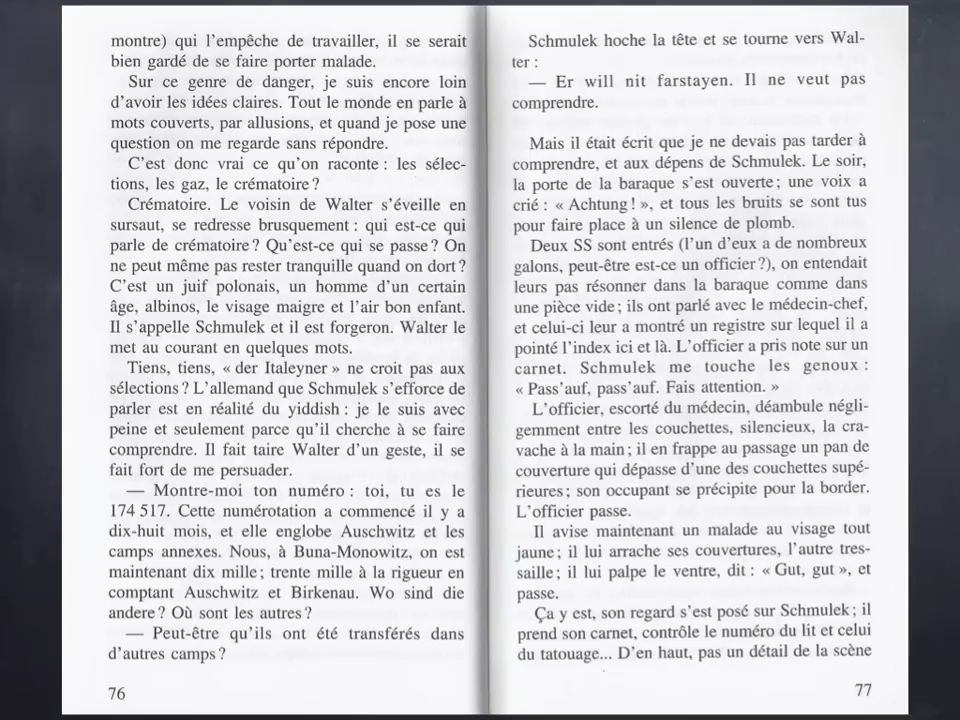 montre) qui l'empêche de travailler, il se serait
bien gardé de se faire porter malade.
Sur ce genre de danger, je suis encore loin
d'avoir les idées claires. Tout le monde en parle à
mots couverts, par allusions, et quand je pose une
question on me regarde sans répondre.
C'est donc vrai ce qu'on raconte : les sélec-
tions, les gaz, le crématoire ?
Crématoire. Le voisin de Walter s'éveille en
sursaut, se redresse brusquement : qui est-ce qui
parle de crématoire ? Qu'est-ce qui se passe ? On
ne peut même pas rester tranquille quand on dort ?
C'est un juif polonais, un homme d'un certain
âge, albinos, le visage maigre et l'air bon enfant.
Il s'appelle Schmulek et il est forgeron. Walter le
met au courant en quelques mots.
Tiens, tiens, « der Italeyner » ne croit pas aux
sélections ? L'allemand que Schmulek s'efforce de
parler est en réalité du yiddish : je le suis avec
peine et seulement parce qu'il cherche à se faire
comprendre. Il fait taire Walter d'un geste, il se
fait fort de me persuader.
— Montre-moi ton numéro : toi, tu es le
174 517. Cette numérotation a commencé il y a
dix-huit mois, et elle englobe Auschwitz et les
camps annexes. Nous, à Buna-Monowitz, on est
maintenant dix mille ; trente mille à la rigueur en
comptant Auschwitz et Birkenau. Wo sind die
andere ? Où sont les autres ?
— Peut-être qu'ils ont été transférés dans
d'autres camps ?
76
Schmulek hoche la tête et se tourne vers Wal-
ter :
— Er will nit farstayen. Il ne veut pas
comprendre.
Mais il était écrit que je ne devais pas tarder à
comprendre, et aux dépens de Schmulek. Le soir,
la porte de la baraque s'est ouverte ; une voix a
crié : « Achtung ! », et tous les bruits se sont tus
pour faire place à un silence de plomb.
Deux SS sont entrés (l'un d'eux a de nombreux
galons, peut-être est-ce un officier ?), on entendait
leurs pas résonner dans la baraque comme dans
une pièce vide ; ils ont parlé avec le médecin-chef,
et celui-ci leur a montré un registre sur lequel il a
pointé l'index ici et là. L'officier a pris note sur un
carnet. Schmulek me touche les genoux :
« Pass'auf, pass'auf. Fais attention. »
L'officier, escorté du médecin, déambule négli-
gemment entre les couchettes, silencieux, la cra-
vache à la main ; il en frappe au passage un pan de
couverture qui dépasse d'une des couchettes supé-
rieures ; son occupant se précipite pour la border.
L'officier passe.
Il avise maintenant un malade au visage tout
jaune ; il lui arrache ses couvertures, l'autre tres-
saille ; il lui palpe le ventre, dit : « Gut, gut », et
passe.
Ça y est, son regard s'est posé sur Schmulek ; il
prend son carnet, contrôle le numéro du lit et celui
du tatouage... D'en haut, pas un détail de la scène
77